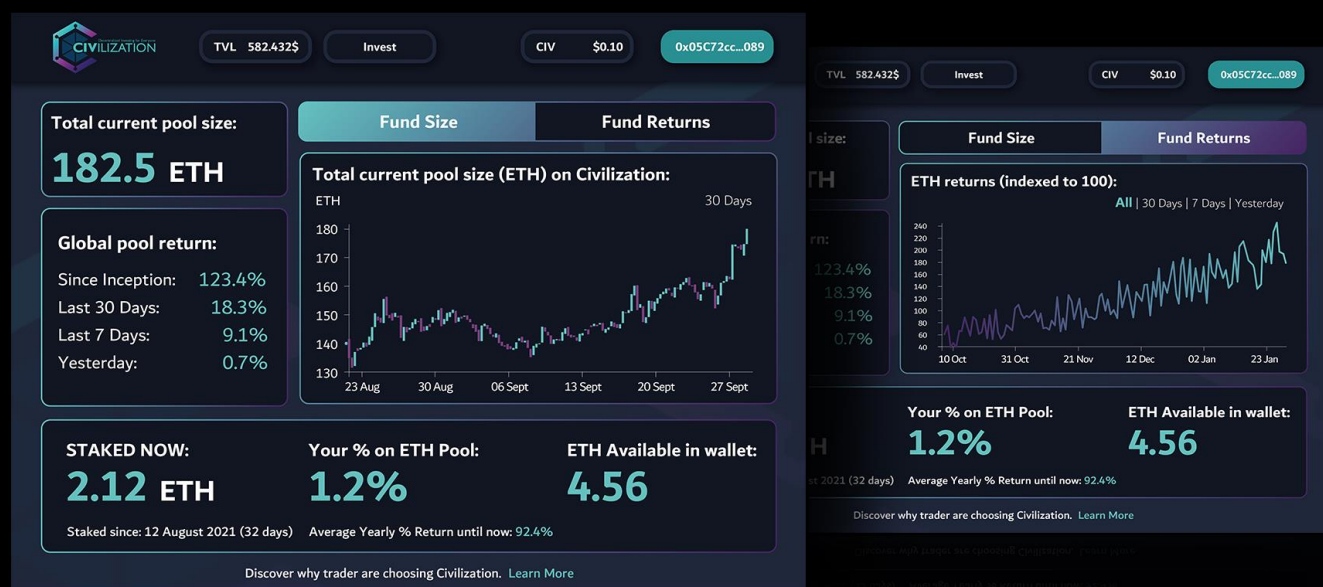 CIVILIZATION
TVL 582.432$
Invest
CIV $0.10
0x05C72cc...089
Total current pool size:
182.5 ETH
Global pool return:
Since Inception: 123.4%
Last 30 Days: 18.3%
Last 7 Days: 9.1%
Yesterday: 0.7%
Fund Size
Fund Returns
Total current pool size (ETH) on Civilization:
ETH
30 Days
180
170
160
150
140
130
23 Aug
30 Aug
06 Sept
13 Sept
20 Sept
27 Sept
STAKED NOW:
2.12 ETH
Staked since: 12 August 2021 (32 days)
Your % on ETH Pool:
1.2%
Average Yearly % Return until now: 92.4%
ETH Available in wallet:
4.56
Discover why trader are choosing Civilization. Learn More
TVL 582.432$
Invest
CIV $0.10
0x05C72cc...089
size:
TH
rn:
123.4%
18.3%
9.1%
0.7%
Fund Size
Fund Returns
ETH returns (indexed to 100):
All | 30 Days | 7 Days | Yesterday
240
220
200
180
160
140
120
100
80
60
40
10 Oct
31 Oct
21 Nov
12 Dec
02 Jan
23 Jan
H
st 2021 (32 days)
Your % on ETH Pool:
1.2%
Average Yearly % Return until now: 92.4%
ETH Available in wallet:
4.56
Discover why trader are choosing Civilization. Learn More